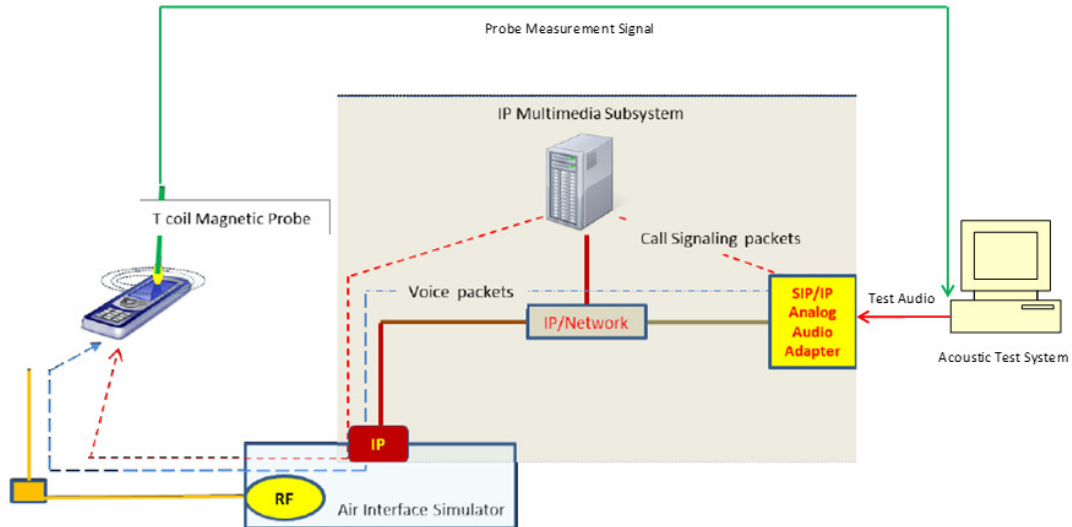 Probe Measurement Signal
IP Multimedia Subsystem
T coil Magnetic Probe
Call Signaling packets
Voice packets
IP/Network
SIP/IP
Analog
Audio
Adapter
Test Audio
Acoustic Test System
IP
RF
Air Interface Simulator